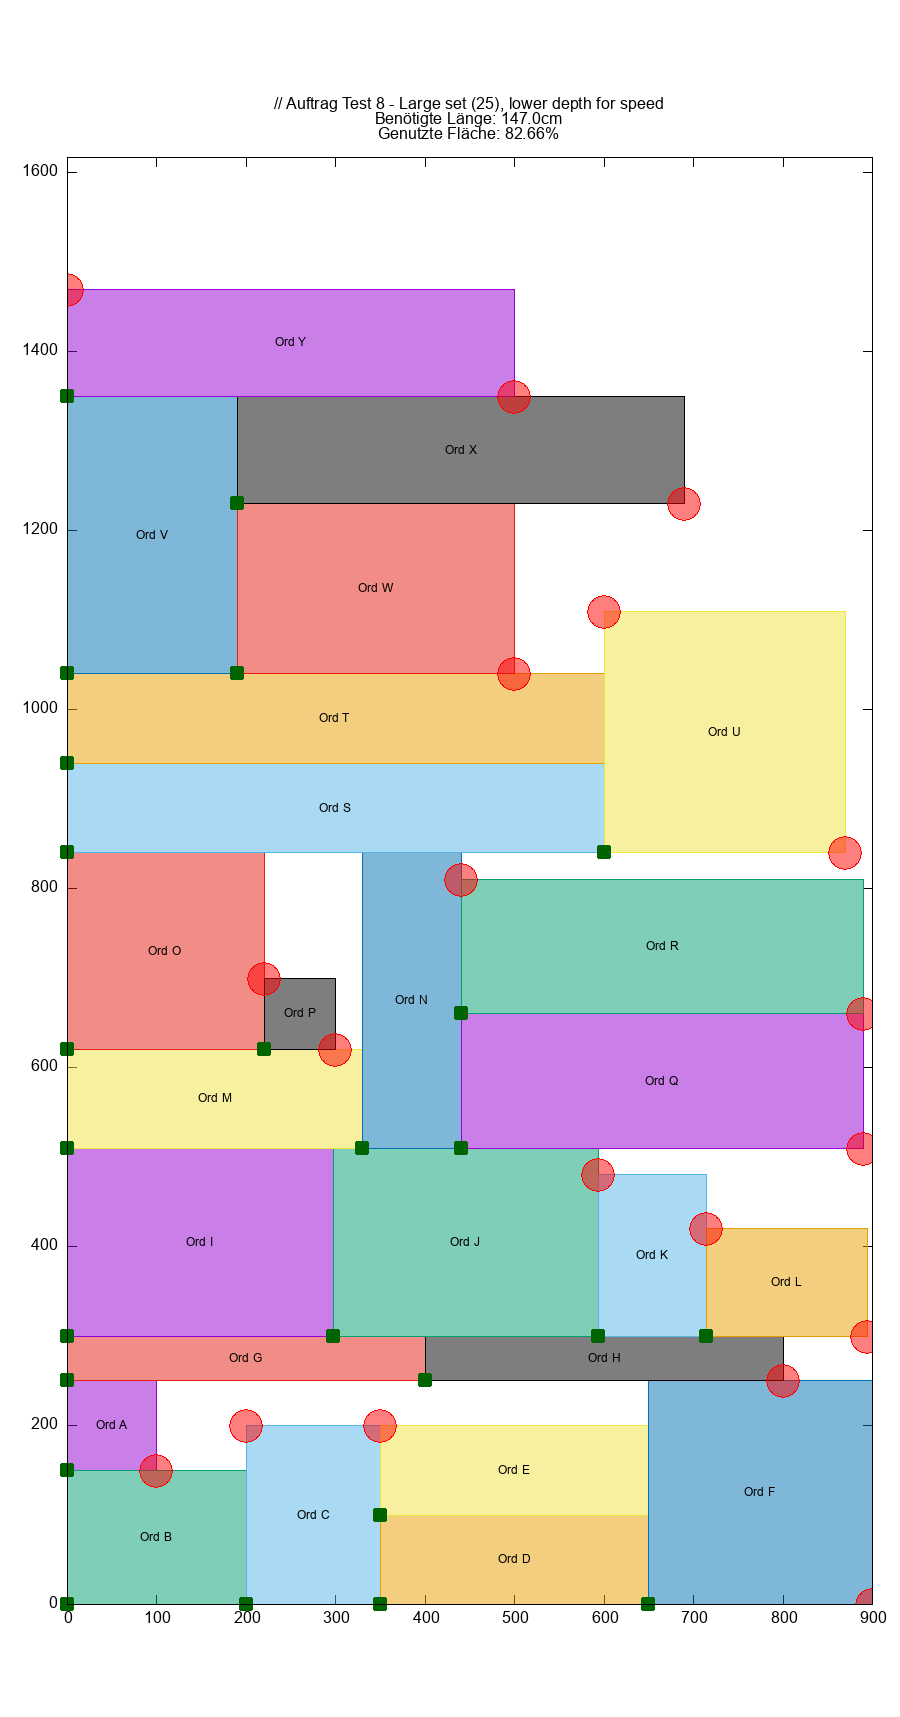 // Auftrag Test 8 - Large set (25), lower depth for speed
Benötigte Länge: 147.0cm
Genutzte Fläche: 82.66%
1600
1400
1200
1000
800
600
400
200
0
Ord Y
Ord X
Ord V
Ord W
Ord T
Ord U
Ord S
Ord R
Ord O
Ord N
Ord P
Ord Q
Ord M
Ord I
Ord J
Ord K
Ord L
Ord G
Ord H
Ord A
Ord E
Ord F
Ord C
Ord B
Ord D
0 100 200 300 400 500 600 700 800 900